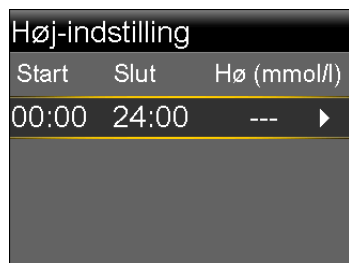 Høj-indstilling
Start Slut Hø (mmol/l)
00:00 24:00 ---